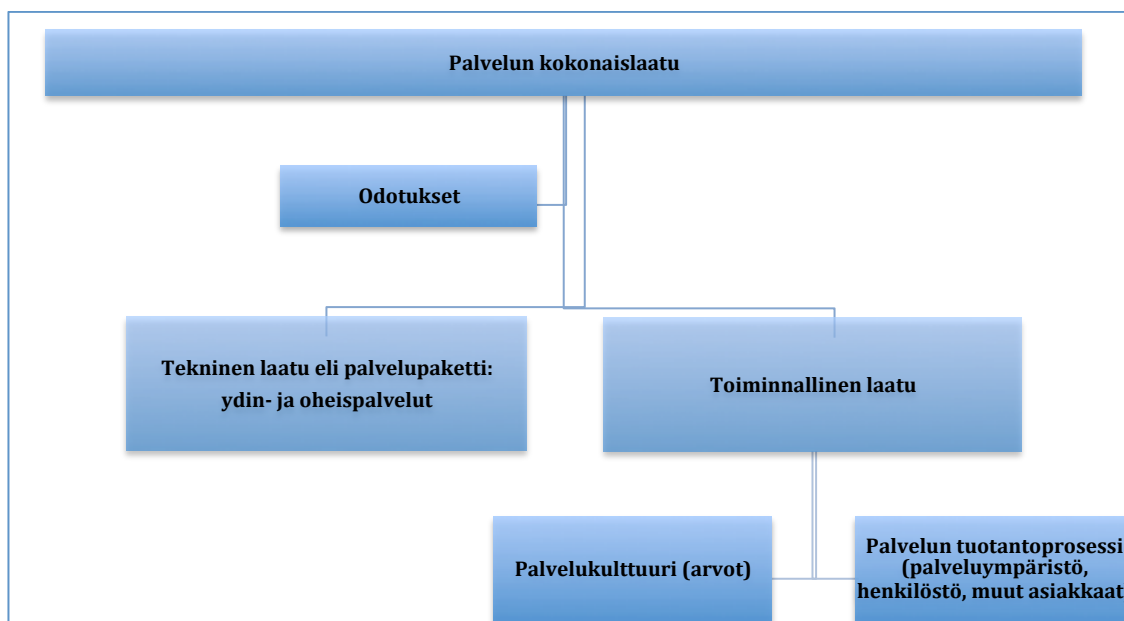 Palvelun kokonaislaatu
Odotukset
Tekninen laatu eli palvelupaketti:
ydin- ja oheispalvelut
Toiminnallinen laatu
Palvelukulttuuri (arvot)
Palvelun tuotantoprosessi
(palveluympäristö,
henkilöstö, muut asiakkaat